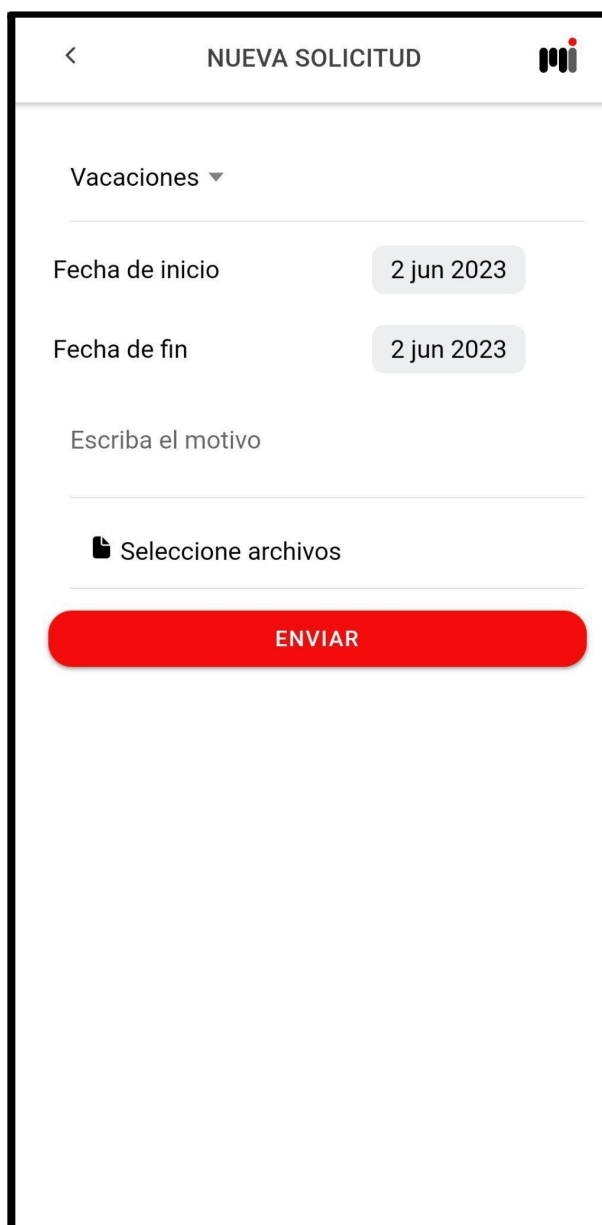 NUEVA SOLICITUD
Vacaciones
Fecha de inicio 2 jun 2023
Fecha de fin 2 jun 2023
Escriba el motivo
Seleccione archivos
ENVIAR